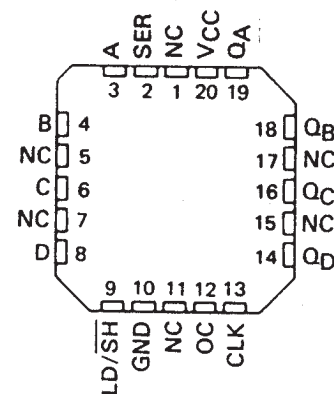 A SER NC VCC QA
3 2 1 20 19
B 4 18 QB
NC 5 17 NC
C 6 16 QC
NC 7 15 NC
D 8 14 QD
9 10 11 12 13
LD/S̅H̅ GND NC OC CLK